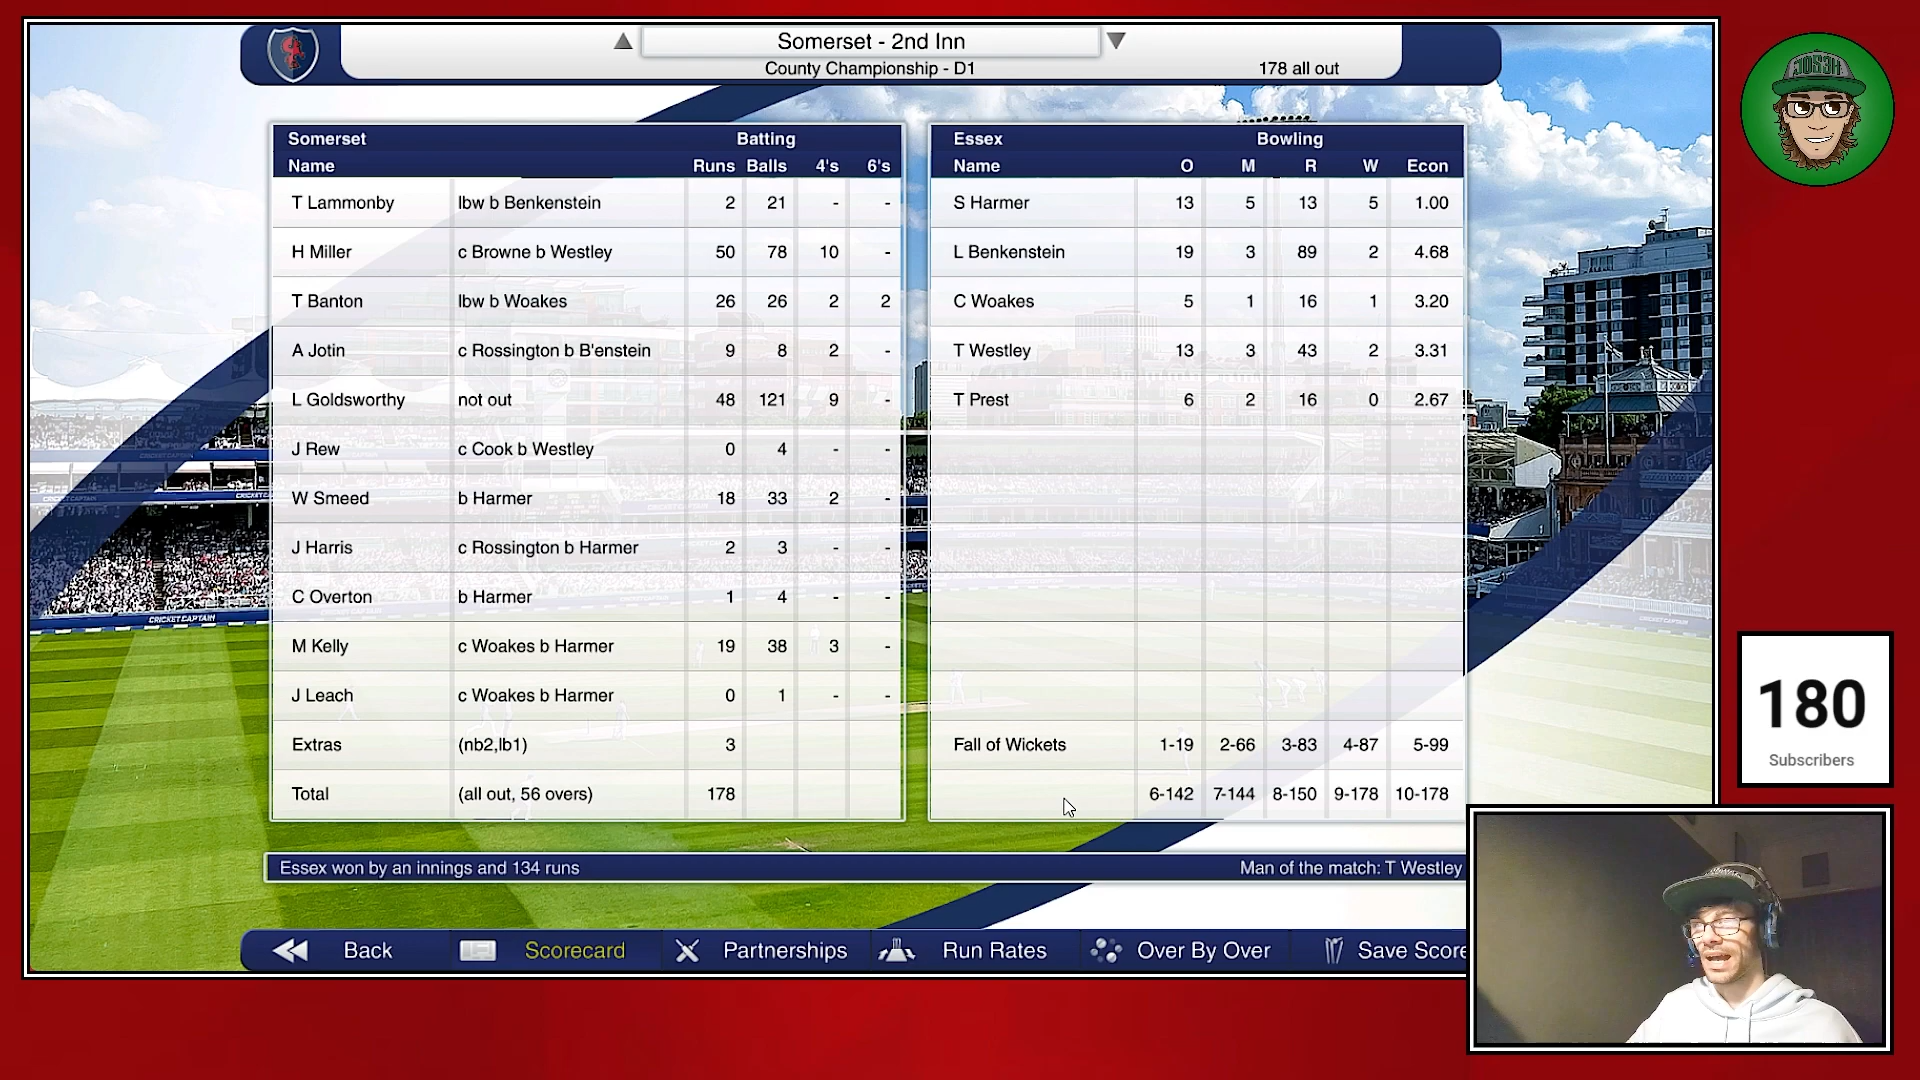 Somerset - 2nd Inn
County Championship - D1
178 all out
JOS3H
Somerset Batting
Name Runs Balls 4's 6's
T Lammonby lbw b Benkenstein 2 21 - -
H Miller c Browne b Westley 50 78 10 -
T Banton lbw b Woakes 26 26 2 2
A Jotin c Rossington b B'enstein 9 8 2 -
L Goldsworthy not out 48 121 9 -
J Rew c Cook b Westley 0 4 - -
W Smeed b Harmer 18 33 2 -
J Harris c Rossington b Harmer 2 3 - -
C Overton b Harmer 1 4 - -
M Kelly c Woakes b Harmer 19 38 3 -
J Leach c Woakes b Harmer 0 1 - -
Extras (nb2,lb1) 3
Total (all out, 56 overs) 178
Essex Bowling
Name O M R W Econ
S Harmer 13 5 13 5 1.00
L Benkenstein 19 3 89 2 4.68
C Woakes 5 1 16 1 3.20
T Westley 13 3 43 2 3.31
T Prest 6 2 16 0 2.67
Fall of Wickets 1-19 2-66 3-83 4-87 5-99
6-142 7-144 8-150 9-178 10-178
CRICKET CAPTAIN
180
Subscribers
Essex won by an innings and 134 runs
Man of the match: T Westley
Back Scorecard Partnerships Run Rates Over By Over Save Score